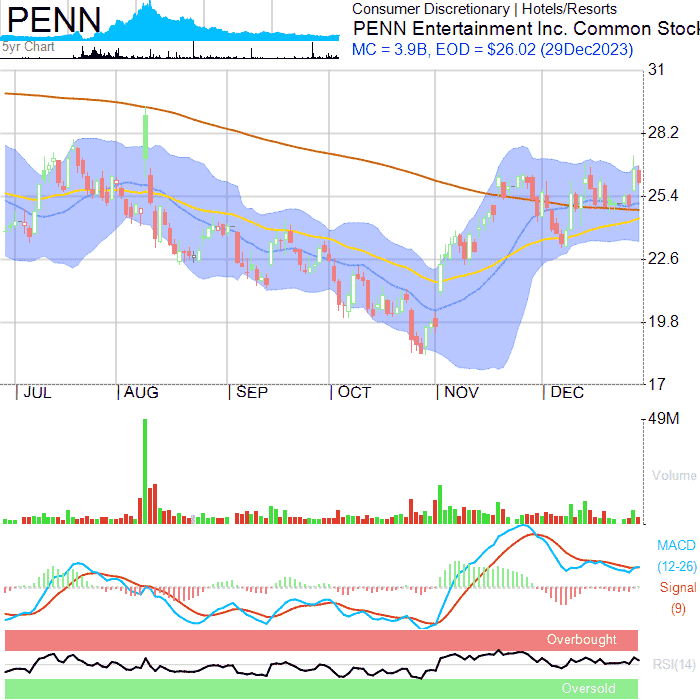 PENN
5yr Chart
Consumer Discretionary | Hotels/Resorts
PENN Entertainment Inc. Common Stock
MC = 3.9B, EOD = $26.02 (29Dec2023)
31
28.2
25.4
22.6
19.8
17
JUL AUG SEP OCT NOV DEC
49M
Volume
MACD
(12-26)
Signal
(9)
Overbought
RSI(14)
Oversold